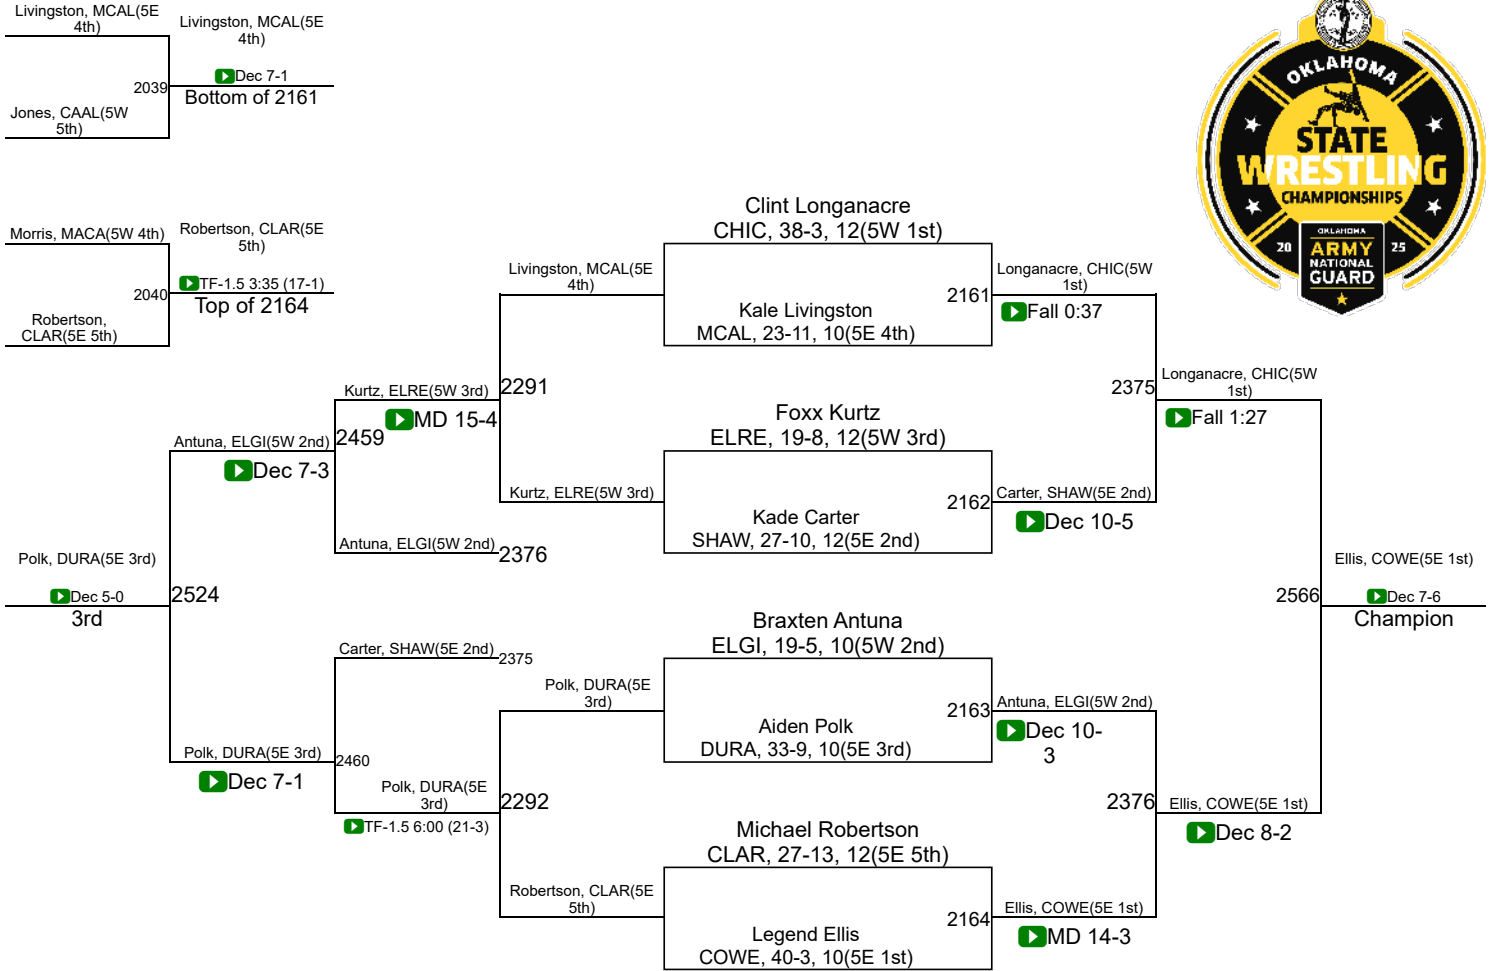 Livingston, MCAL(5E
4th)
Livingston, MCAL(5E
4th)
2039
Dec 7-1
Bottom of 2161
Jones, CAAL(5W
5th)
Morris, MACA(5W 4th)
Robertson, CLAR(5E
5th)
2040
TF-1.5 3:35 (17-1)
Top of 2164
Robertson,
CLAR(5E 5th)
OKLAHOMA
STATE
WRESTLING
CHAMPIONSHIPS
20 25
OKLAHOMA
ARMY
NATIONAL
GUARD
Clint Longanacre
CHIC, 38-3, 12(5W 1st)
Livingston, MCAL(5E
4th)
Kale Livingston
MCAL, 23-11, 10(5E 4th)
2161
Longanacre, CHIC(5W
1st)
Fall 0:37
Kurtz, ELRE(5W 3rd)
2291
MD 15-4
Foxx Kurtz
ELRE, 19-8, 12(5W 3rd)
2375
Longanacre, CHIC(5W
1st)
Fall 1:27
Antuna, ELGI(5W 2nd)
2459
Dec 7-3
Kurtz, ELRE(5W 3rd)
Kade Carter
SHAW, 27-10, 12(5E 2nd)
2162
Carter, SHAW(5E 2nd)
Dec 10-5
Antuna, ELGI(5W 2nd)
2376
Polk, DURA(5E 3rd)
2524
Dec 5-0
3rd
2566
Ellis, COWE(5E 1st)
Dec 7-6
Champion
Braxten Antuna
ELGI, 19-5, 10(5W 2nd)
Carter, SHAW(5E 2nd)
2375
Polk, DURA(5E
3rd)
Aiden Polk
DURA, 33-9, 10(5E 3rd)
2163
Antuna, ELGI(5W 2nd)
Dec 10-
3
Polk, DURA(5E 3rd)
2460
Dec 7-1
Polk, DURA(5E
3rd)
2292
TF-1.5 6:00 (21-3)
2376
Ellis, COWE(5E 1st)
Dec 8-2
Michael Robertson
CLAR, 27-13, 12(5E 5th)
Robertson, CLAR(5E
5th)
Legend Ellis
COWE, 40-3, 10(5E 1st)
2164
Ellis, COWE(5E 1st)
MD 14-3